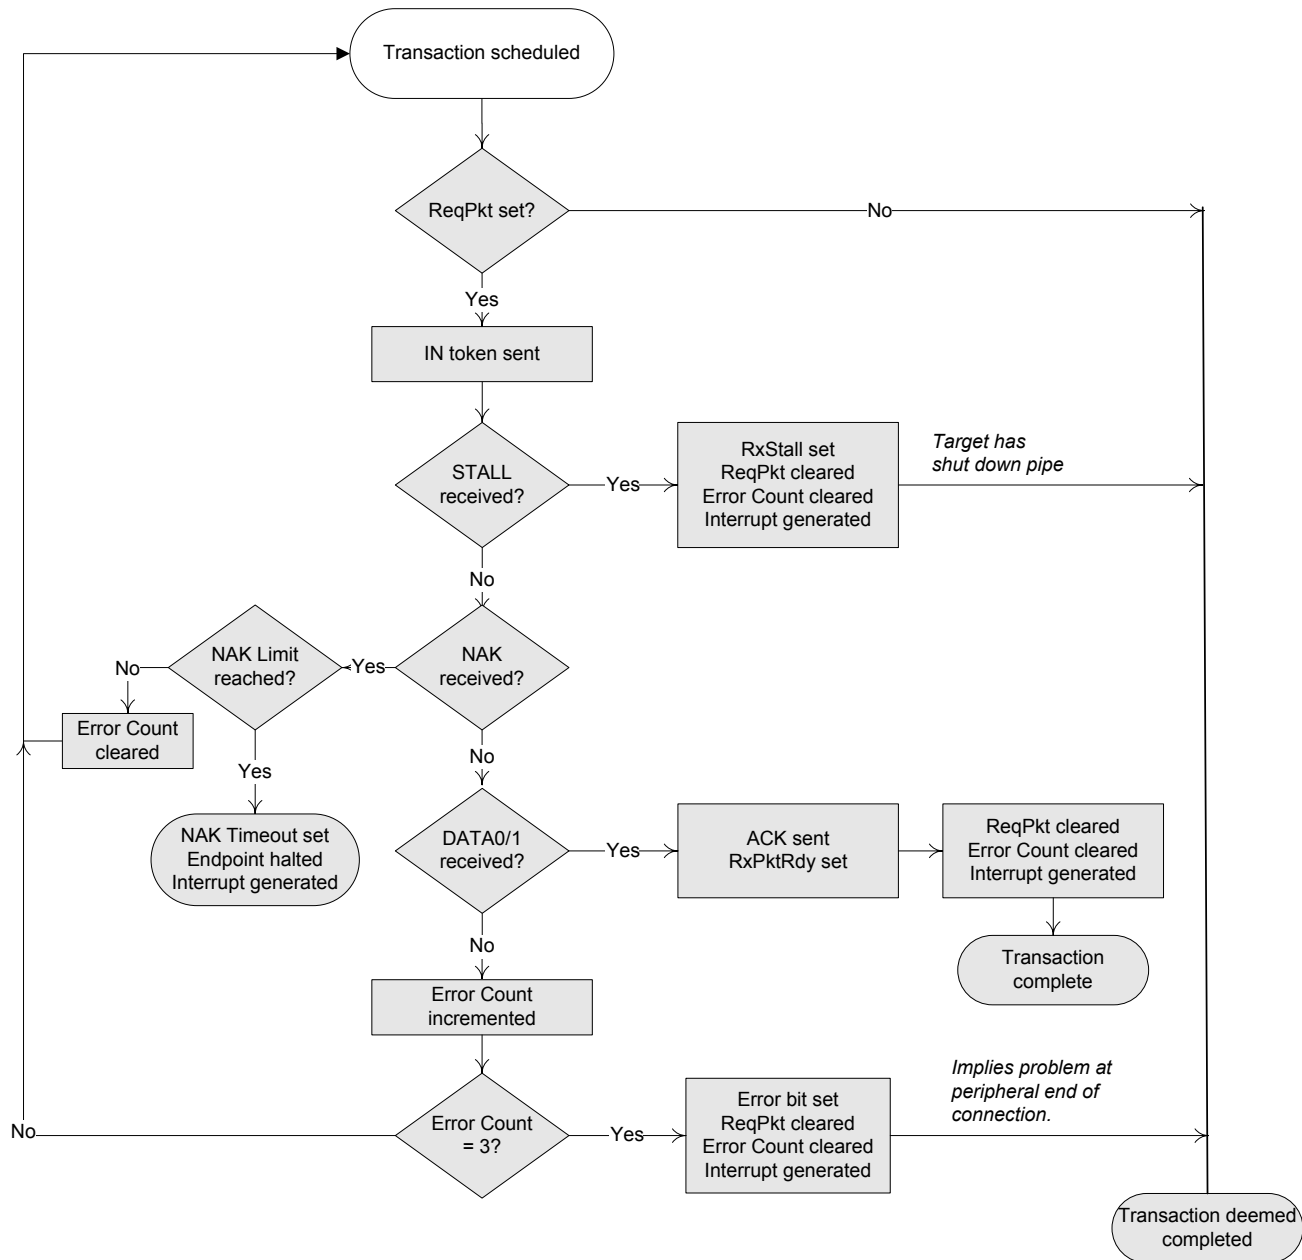 Transaction scheduled
ReqPkt set?
No
Yes
IN token sent
STALL
received?
Yes
RxStall set
ReqPkt cleared
Error Count cleared
Interrupt generated
Target has
shut down pipe
No
NAK Limit
reached?
Yes
NAK
received?
No
Error Count
cleared
Yes
No
NAK Timeout set
Endpoint halted
Interrupt generated
DATA0/1
received?
Yes
ACK sent
RxPktRdy set
ReqPkt cleared
Error Count cleared
Interrupt generated
No
Transaction
complete
Error Count
incremented
No
Error Count
= 3?
Yes
Error bit set
ReqPkt cleared
Error Count cleared
Interrupt generated
Implies problem at
peripheral end of
connection.
Transaction deemed
completed